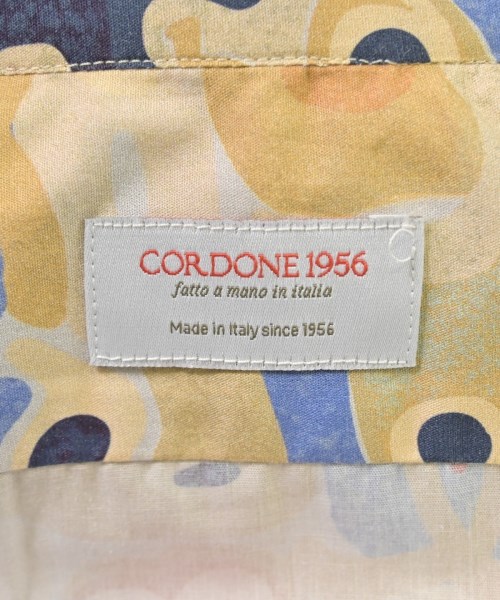 CORDONE 1956
fatto a mano in italia
Made in Italy since 1956